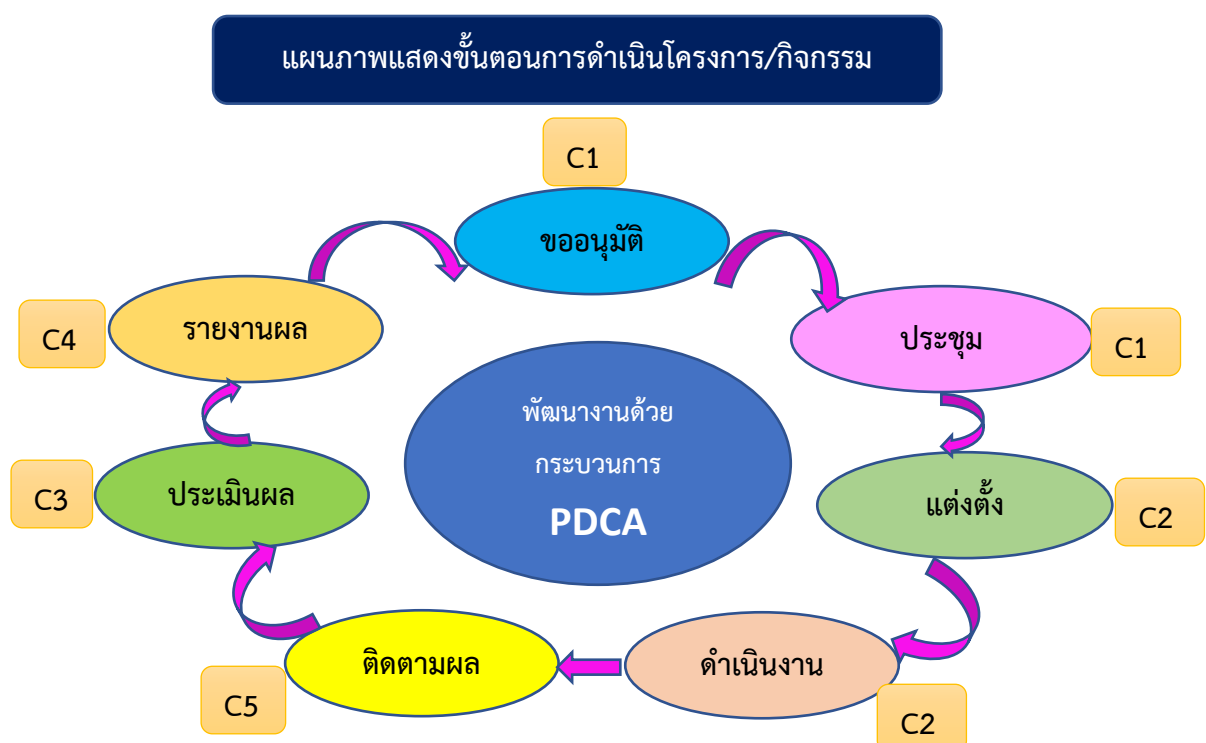 แผนภาพแสดงขั้นตอนการดำเนินโครงการ/กิจกรรม
C1
ขออนุมัติ
ประชุม
C1
แต่งตั้ง
C2
ดำเนินงาน
C2
ติดตามผล
C5
ประเมินผล
C3
รายงานผล
C4
พัฒนางานด้วย
กระบวนการ
PDCA